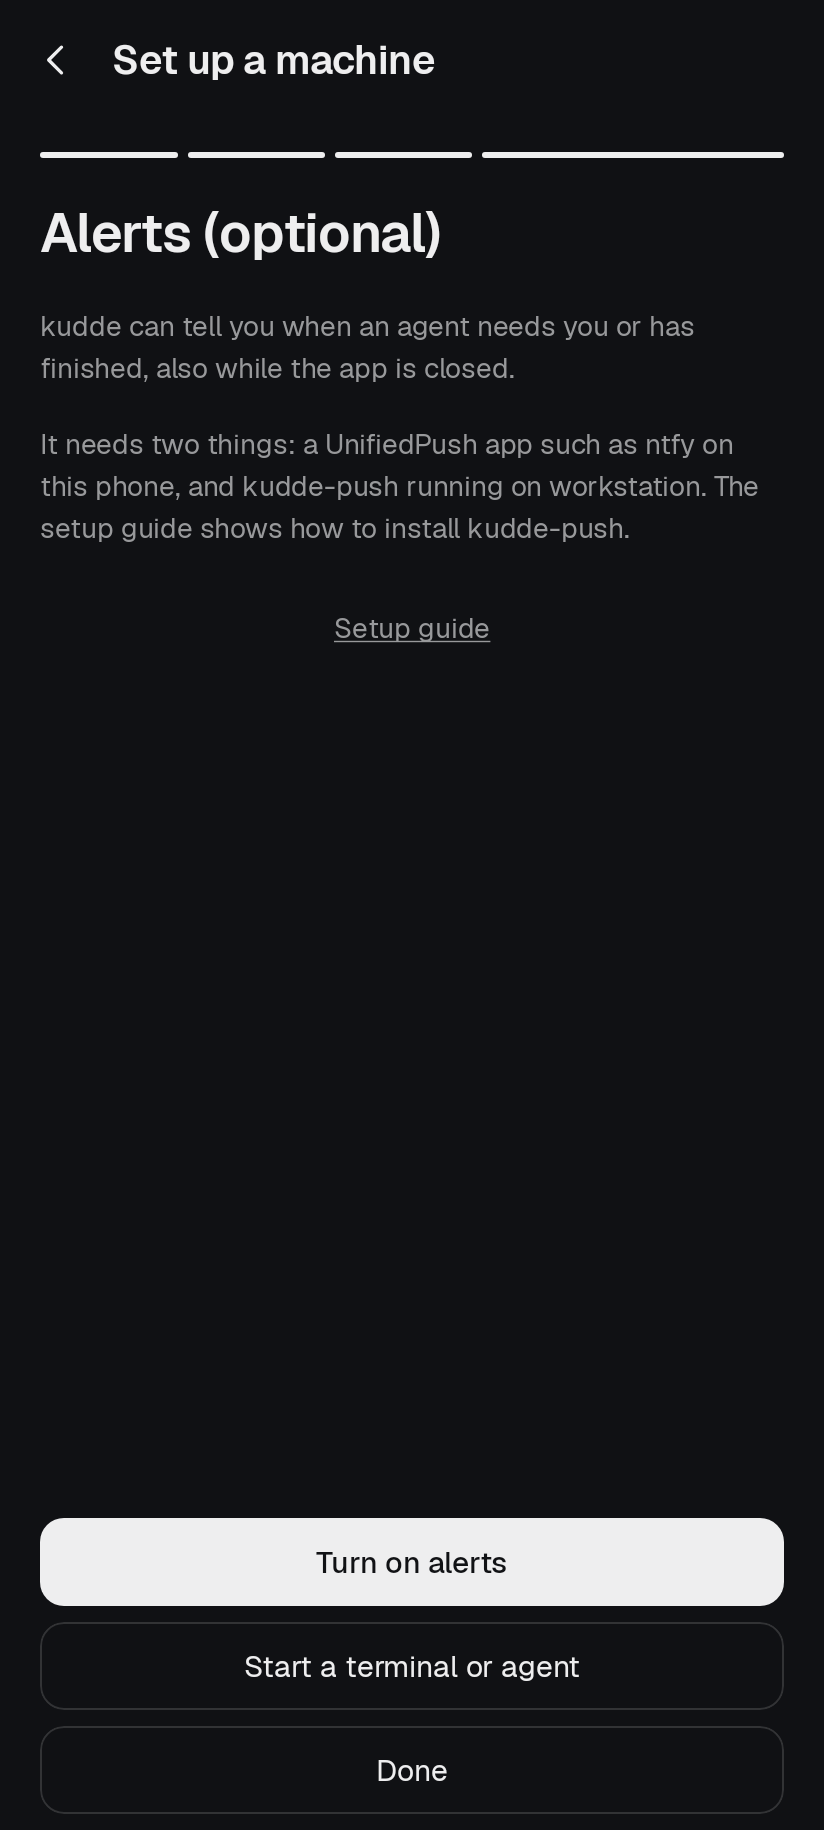 Set up a machine
Alerts (optional)
kudde can tell you when an agent needs you or has
finished, also while the app is closed.
It needs two things: a UnifiedPush app such as ntfy on
this phone, and kudde-push running on workstation. The
setup guide shows how to install kudde-push.
Setup guide
Turn on alerts
Start a terminal or agent
Done